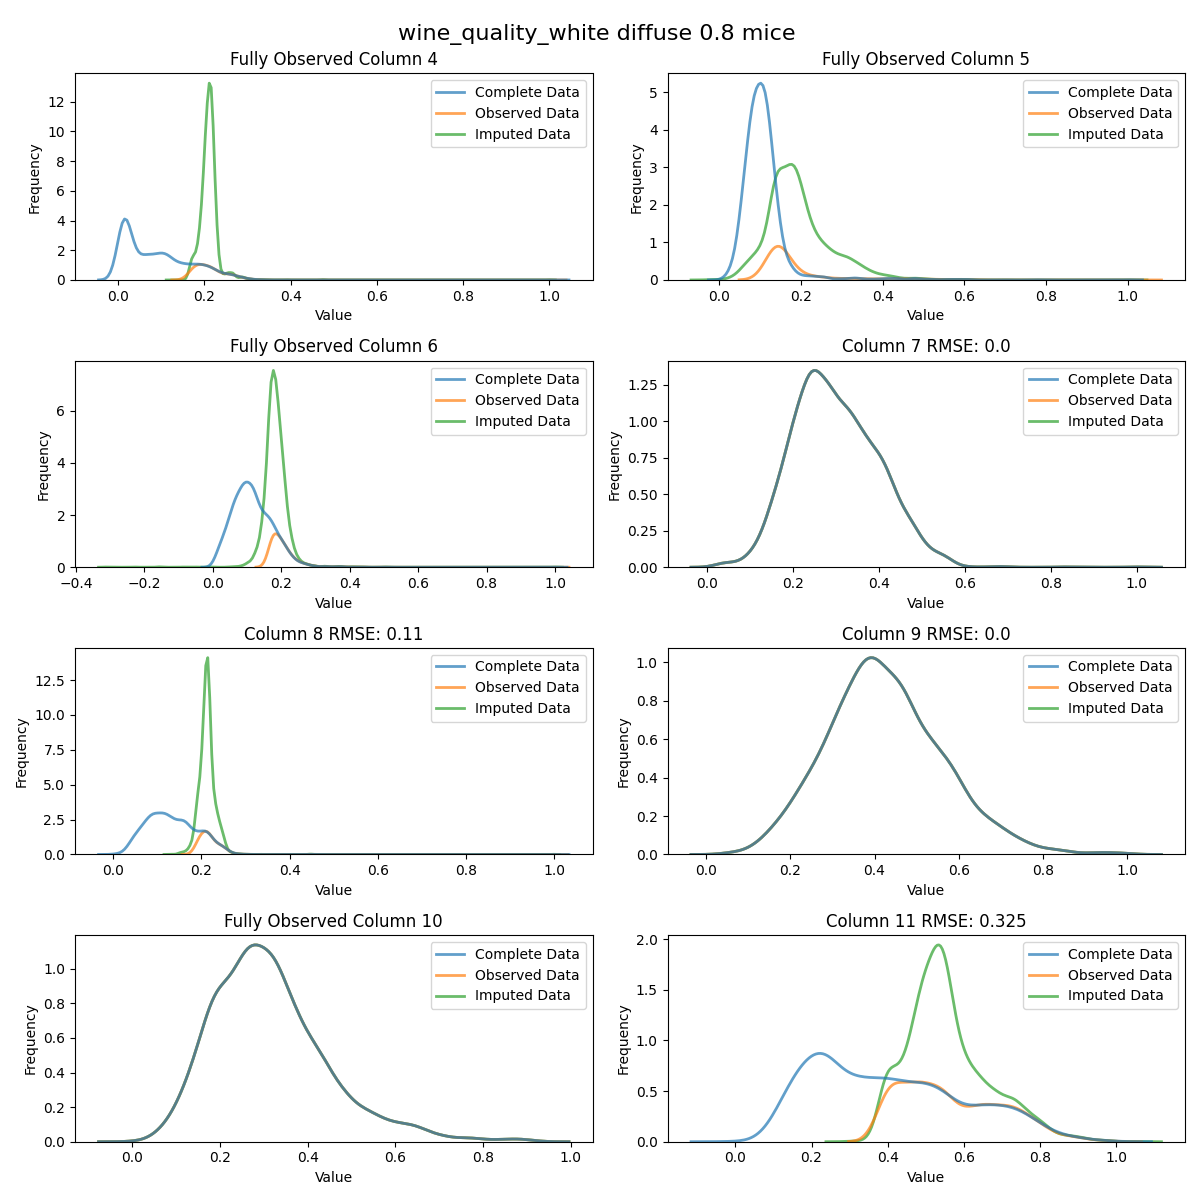 wine_quality_white diffuse 0.8 mice
Fully Observed Column 4
Frequency
12
10
8
6
4
2
0
0.0 0.2 0.4 0.6 0.8 1.0
Value
Complete Data
Observed Data
Imputed Data
Fully Observed Column 5
Frequency
5
4
3
2
1
0
0.0 0.2 0.4 0.6 0.8 1.0
Value
Complete Data
Observed Data
Imputed Data
Fully Observed Column 6
Frequency
6
4
2
0
−0.4 −0.2 0.0 0.2 0.4 0.6 0.8 1.0
Value
Complete Data
Observed Data
Imputed Data
Column 7 RMSE: 0.0
Frequency
1.25
1.00
0.75
0.50
0.25
0.00
0.0 0.2 0.4 0.6 0.8 1.0
Value
Complete Data
Observed Data
Imputed Data
Column 8 RMSE: 0.11
Frequency
12.5
10.0
7.5
5.0
2.5
0.0
0.0 0.2 0.4 0.6 0.8 1.0
Value
Complete Data
Observed Data
Imputed Data
Column 9 RMSE: 0.0
Frequency
1.0
0.8
0.6
0.4
0.2
0.0
0.0 0.2 0.4 0.6 0.8 1.0
Value
Complete Data
Observed Data
Imputed Data
Fully Observed Column 10
Frequency
1.0
0.8
0.6
0.4
0.2
0.0
0.0 0.2 0.4 0.6 0.8 1.0
Value
Complete Data
Observed Data
Imputed Data
Column 11 RMSE: 0.325
Frequency
2.0
1.5
1.0
0.5
0.0
0.0 0.2 0.4 0.6 0.8 1.0
Value
Complete Data
Observed Data
Imputed Data